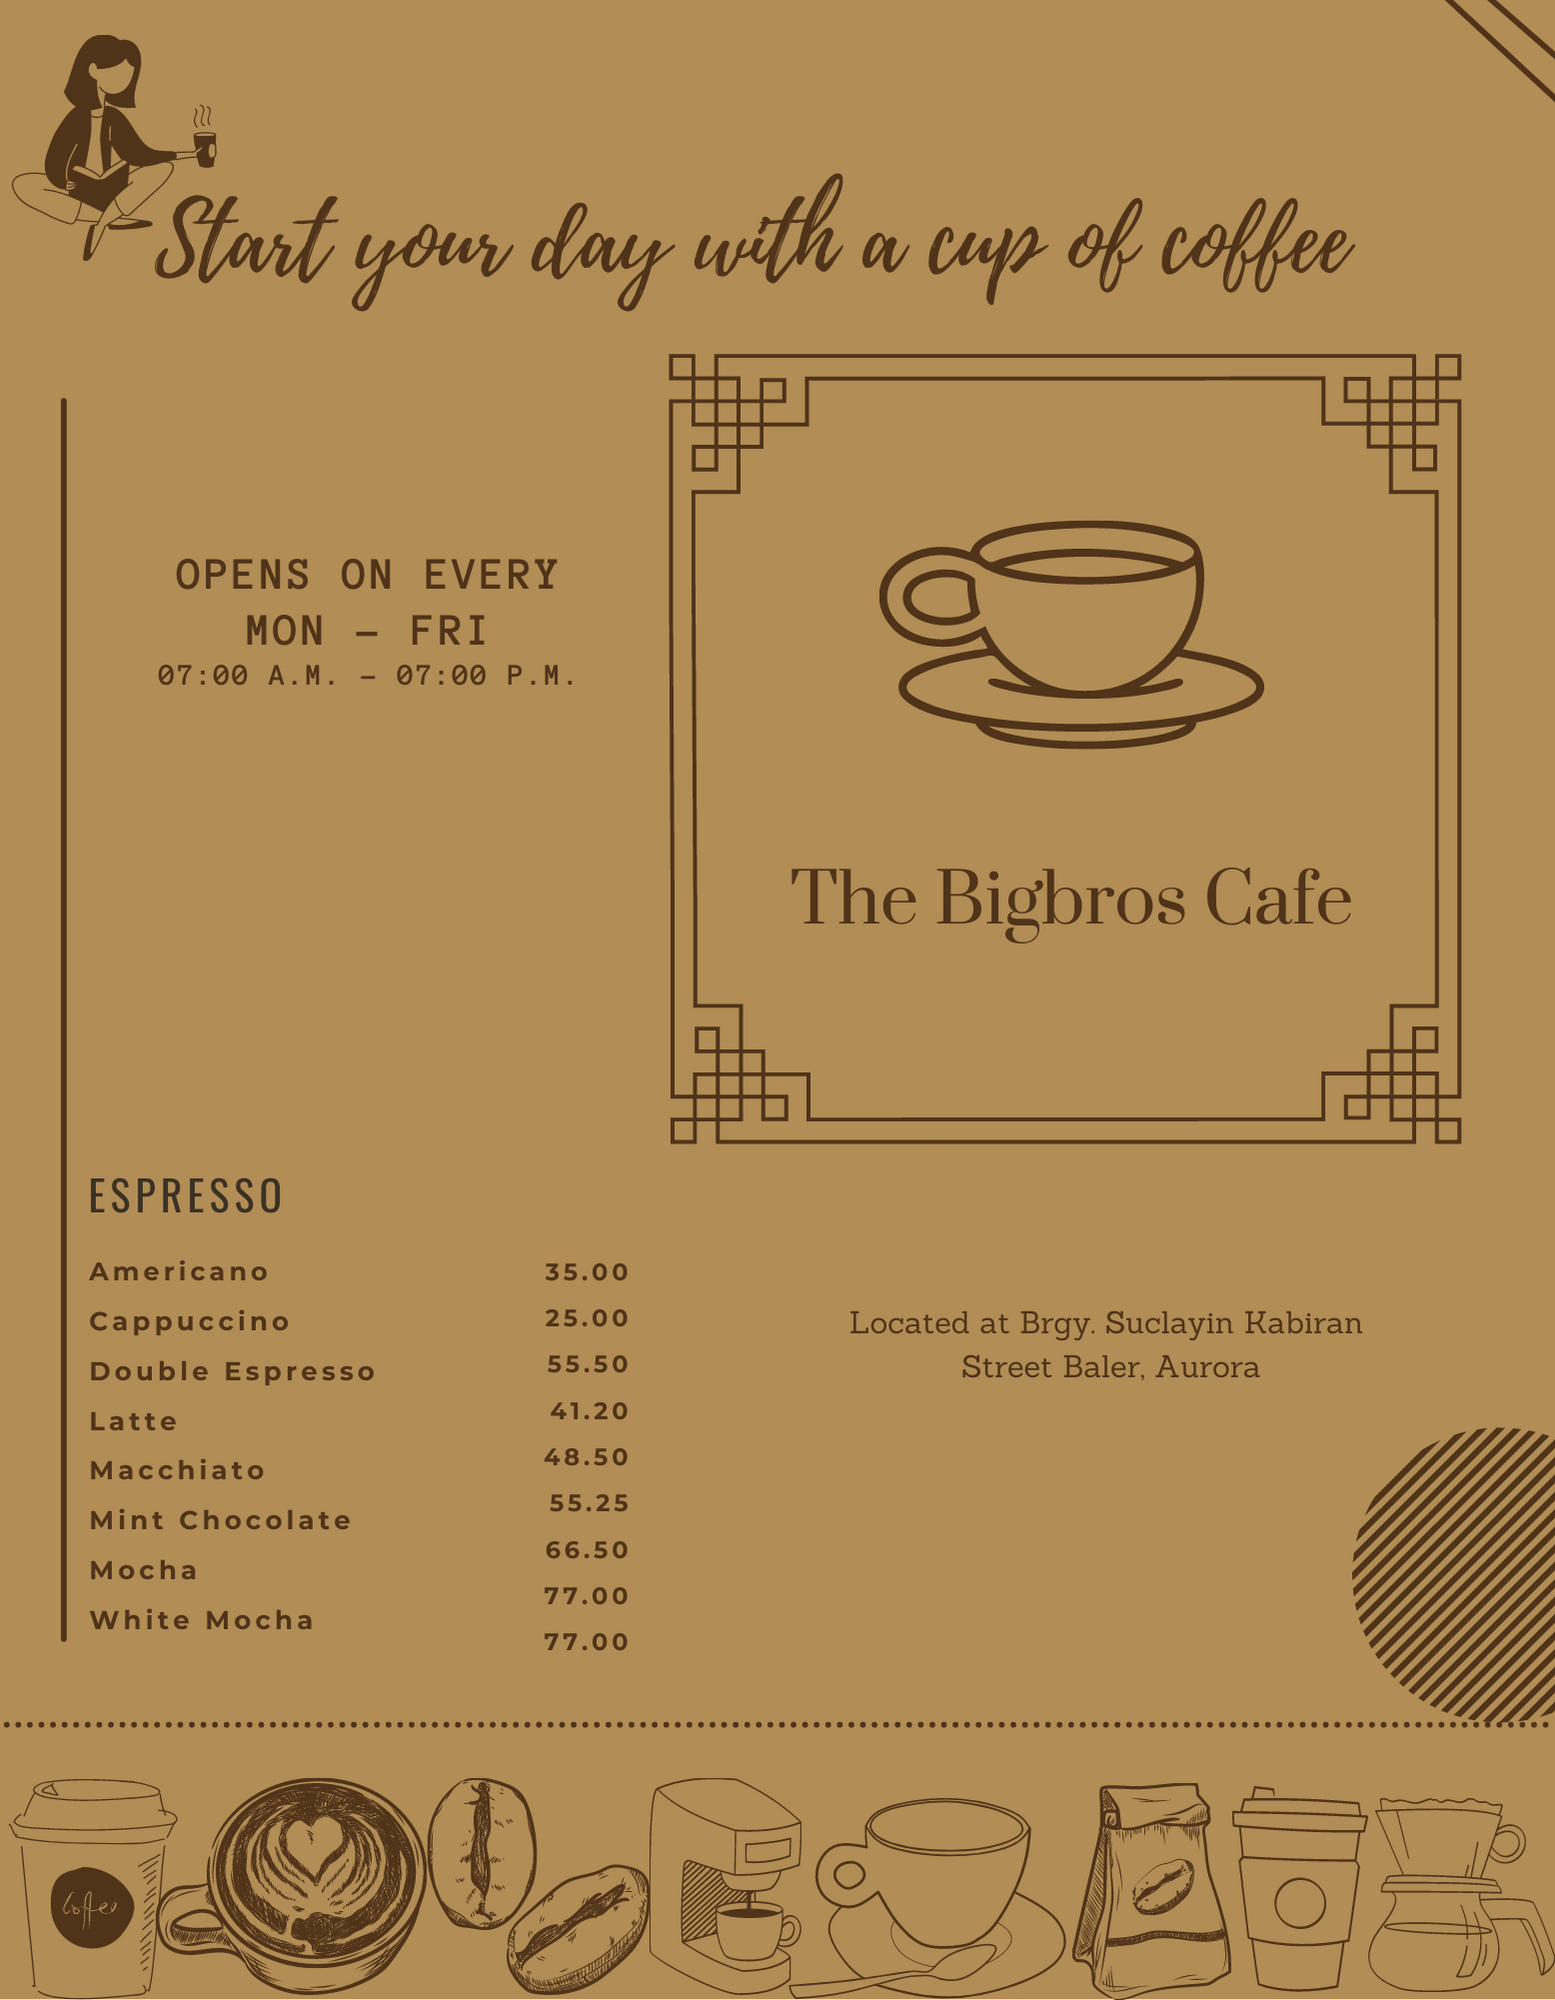 Start your day with a cup of coffee
OPENS ON EVERY
MON - FRI
07:00 A.M. - 07:00 P.M.
The Bigbros Cafe
ESPRESSO
Americano 35.00
Cappuccino 25.00
Double Espresso 55.50
Latte 41.20
Macchiato 48.50
Mint Chocolate 55.25
Mocha 66.50
White Mocha 77.00
77.00
Located at Brgy. Suclayin Kabiran
Street Baler, Aurora
Coffee